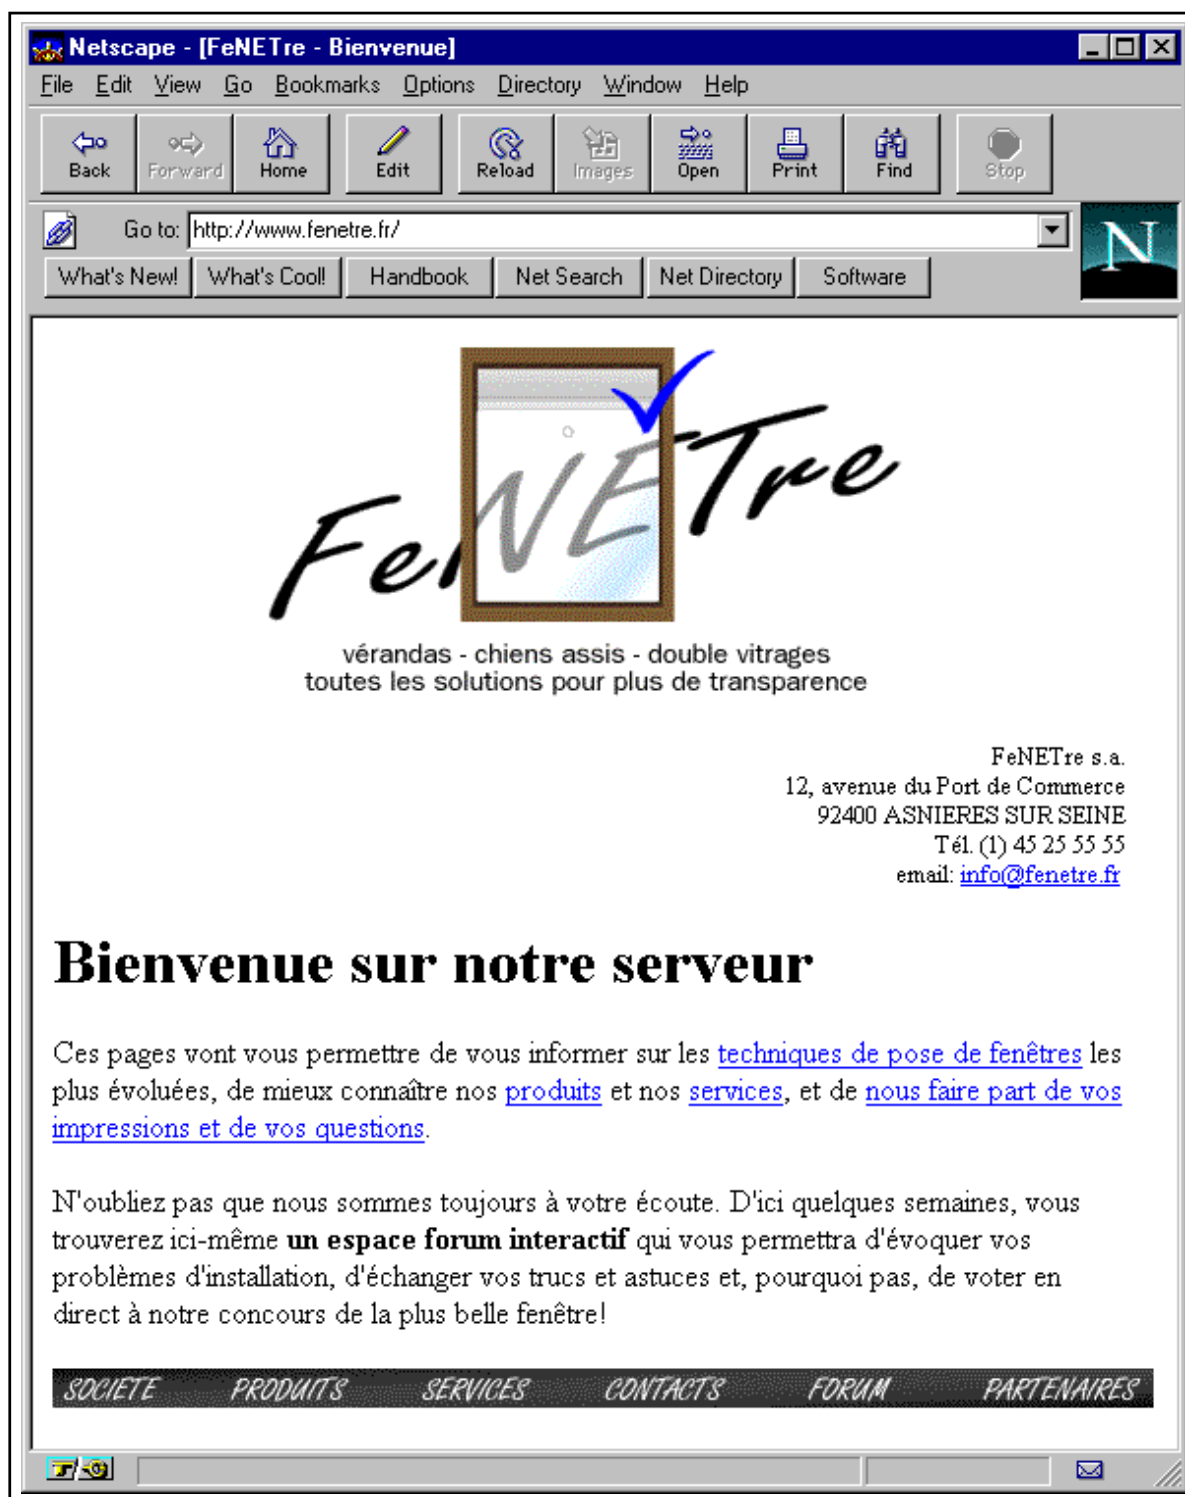 Netscape - [FeNETre - Bienvenue]
File Edit View Go Bookmarks Options Directory Window Help
Back Forward Home Edit Reload Images Open Print Find Stop
Go to: http://www.fenetre.fr/
N
What's New! What's Cool! Handbook Net Search Net Directory Software
FeNETre
vérandas - chiens assis - double vitrages
toutes les solutions pour plus de transparence
FeNETre s.a.
12, avenue du Port de Commerce
92400 ASNIERES SUR SEINE
Tél. (1) 45 25 55 55
email: info@fenetre.fr
Bienvenue sur notre serveur
Ces pages vont vous permettre de vous informer sur les techniques de pose de fenêtres les
plus évoluées, de mieux connaître nos produits et nos services, et de nous faire part de vos
impressions et de vos questions.
N'oubliez pas que nous sommes toujours à votre écoute. D'ici quelques semaines, vous
trouverez ici-même un espace forum interactif qui vous permettra d'évoquer vos
problèmes d'installation, d'échanger vos trucs et astuces et, pourquoi pas, de voter en
direct à notre concours de la plus belle fenêtre!
SOCIETE PRODUITS SERVICES CONTACTS FORUM PARTENAIRES